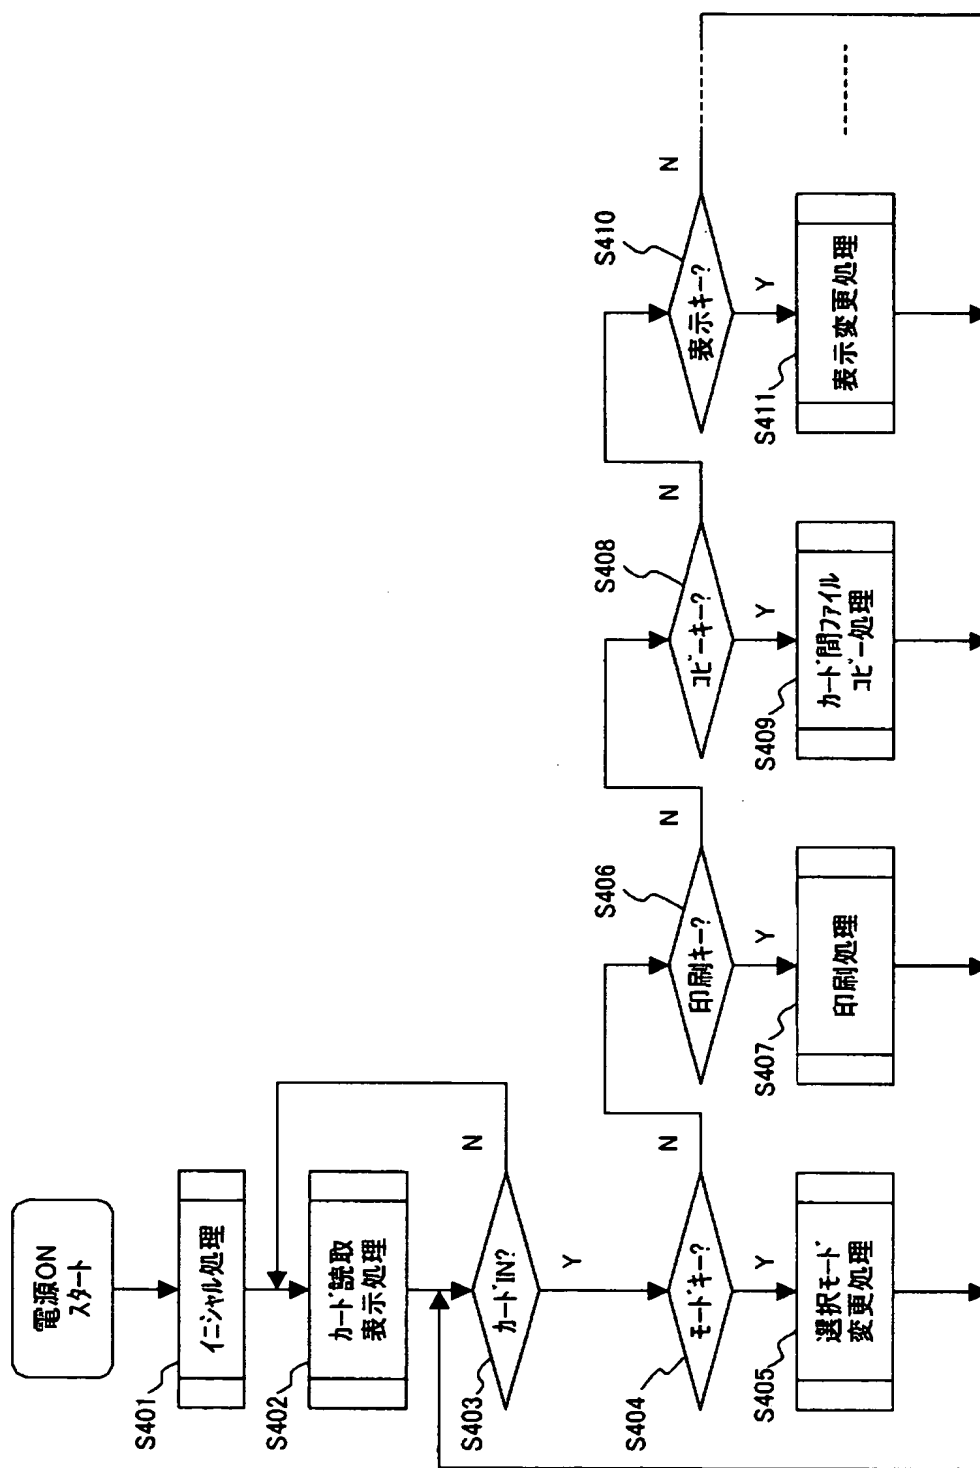 電源ON
スタート
S401
イニシャル処理
S402
カード読取
表示処理
S403
カードIN?
N
Y
S404
モードキー?
N
Y
S405
選択モード
変更処理
S406
印刷キー?
N
Y
S407
印刷処理
S408
コピーキー?
N
Y
S409
カード間ファイル
コピー処理
S410
表示キー?
N
Y
S411
表示変更処理